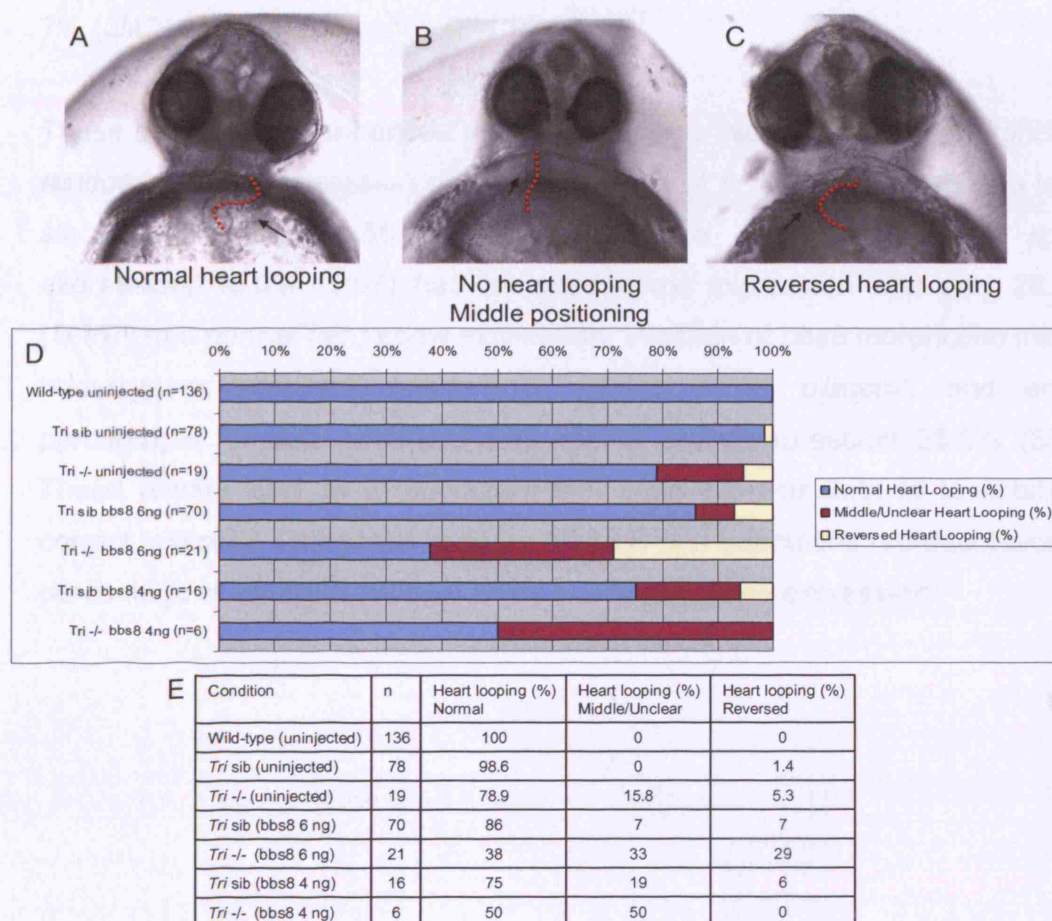 A
B
C
Normal heart looping
No heart looping
Middle positioning
Reversed heart looping
D
0% 10% 20% 30% 40% 50% 60% 70% 80% 90% 100%
Wild-type uninjected (n=136)
Tri sib uninjected (n=78)
Tri -/- uninjected (n=19)
Tri sib bbs8 6ng (n=70)
Tri -/- bbs8 6ng (n=21)
Tri sib bbs8 4ng (n=16)
Tri -/- bbs8 4ng (n=6)
Normal Heart Looping (%)
Middle/Unclear Heart Looping (%)
Reversed Heart Looping (%)
E
Condition n Heart looping (%) Heart looping (%) Heart looping (%)
Normal Middle/Unclear Reversed
Wild-type (uninjected) 136 100 0 0
Tri sib (uninjected) 78 98.6 0 1.4
Tri -/- (uninjected) 19 78.9 15.8 5.3
Tri sib (bbs8 6 ng) 70 86 7 7
Tri -/- (bbs8 6 ng) 21 38 33 29
Tri sib (bbs8 4 ng) 16 75 19 6
Tri -/- (bbs8 4 ng) 6 50 50 0